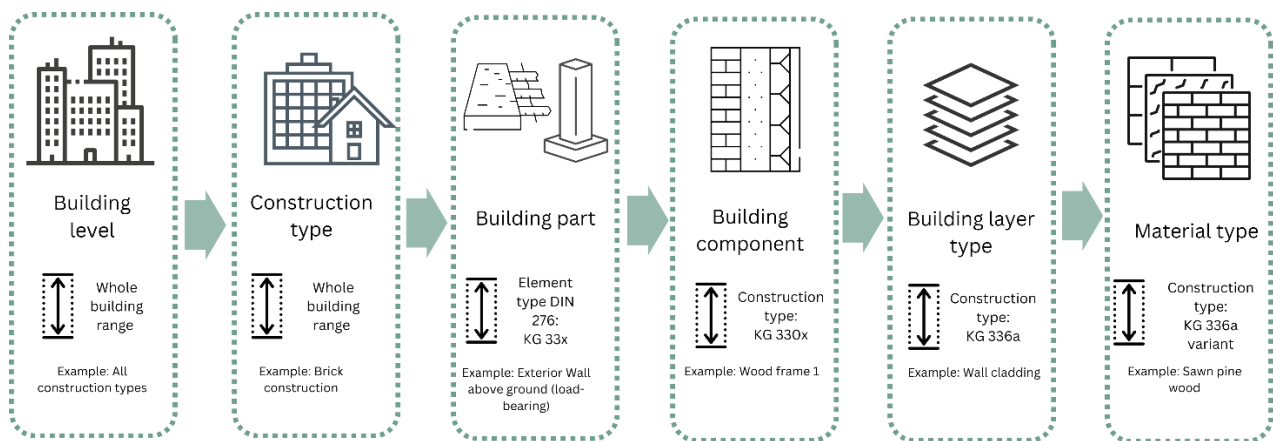 Building
level
Whole
building
range
Example: All
construction types
Construction
type
Whole
building
range
Example: Brick
construction
Building part
Element
type DIN
276:
KG 33x
Example: Exterior Wall
above ground (load-
bearing)
Building
component
Construction
type:
KG 330x
Example: Wood frame 1
Building layer
type
Construction
type:
KG 336a
Example: Wall cladding
Material type
Construction
type:
KG 336a
variant
Example: Sawn pine
wood